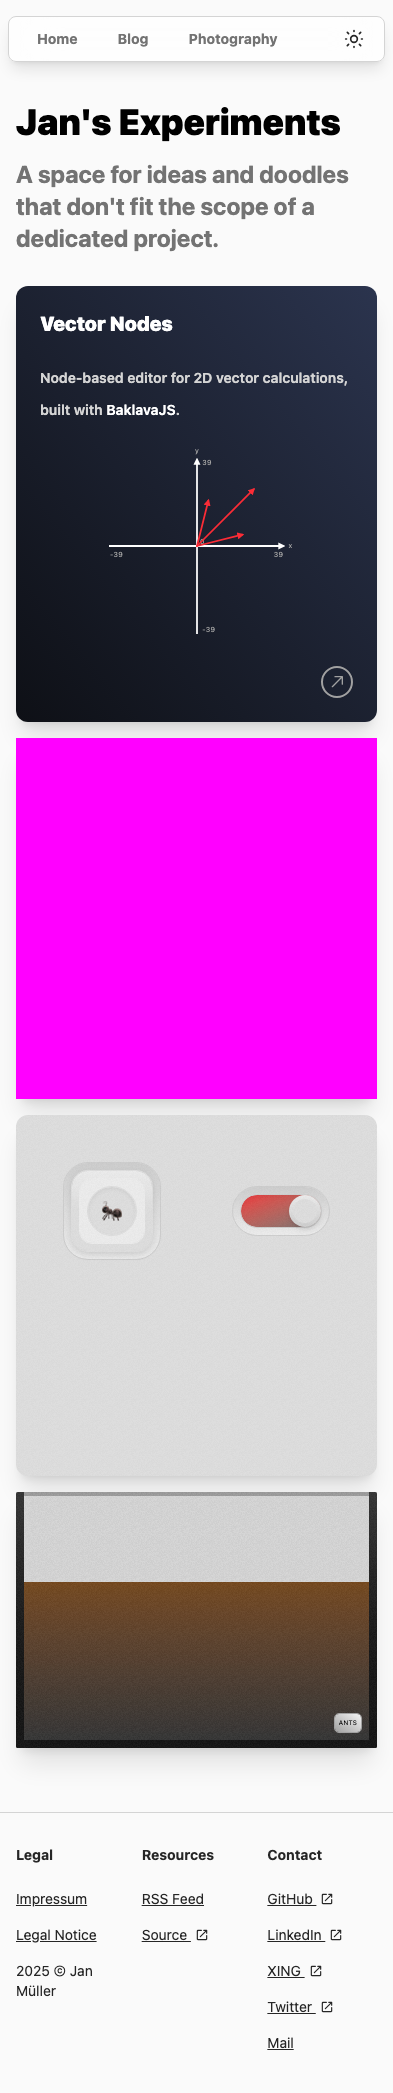 Home Blog Photography
Jan's Experiments
A space for ideas and doodles
that don't fit the scope of a
dedicated project.
Vector Nodes
Node-based editor for 2D vector calculations,
built with BaklavaJS.
y
39
-39
39
x
-39
ANTS
Legal
Impressum
Legal Notice
2025 © Jan
Müller
Resources
RSS Feed
Source
Contact
GitHub
LinkedIn
XING
Twitter
Mail